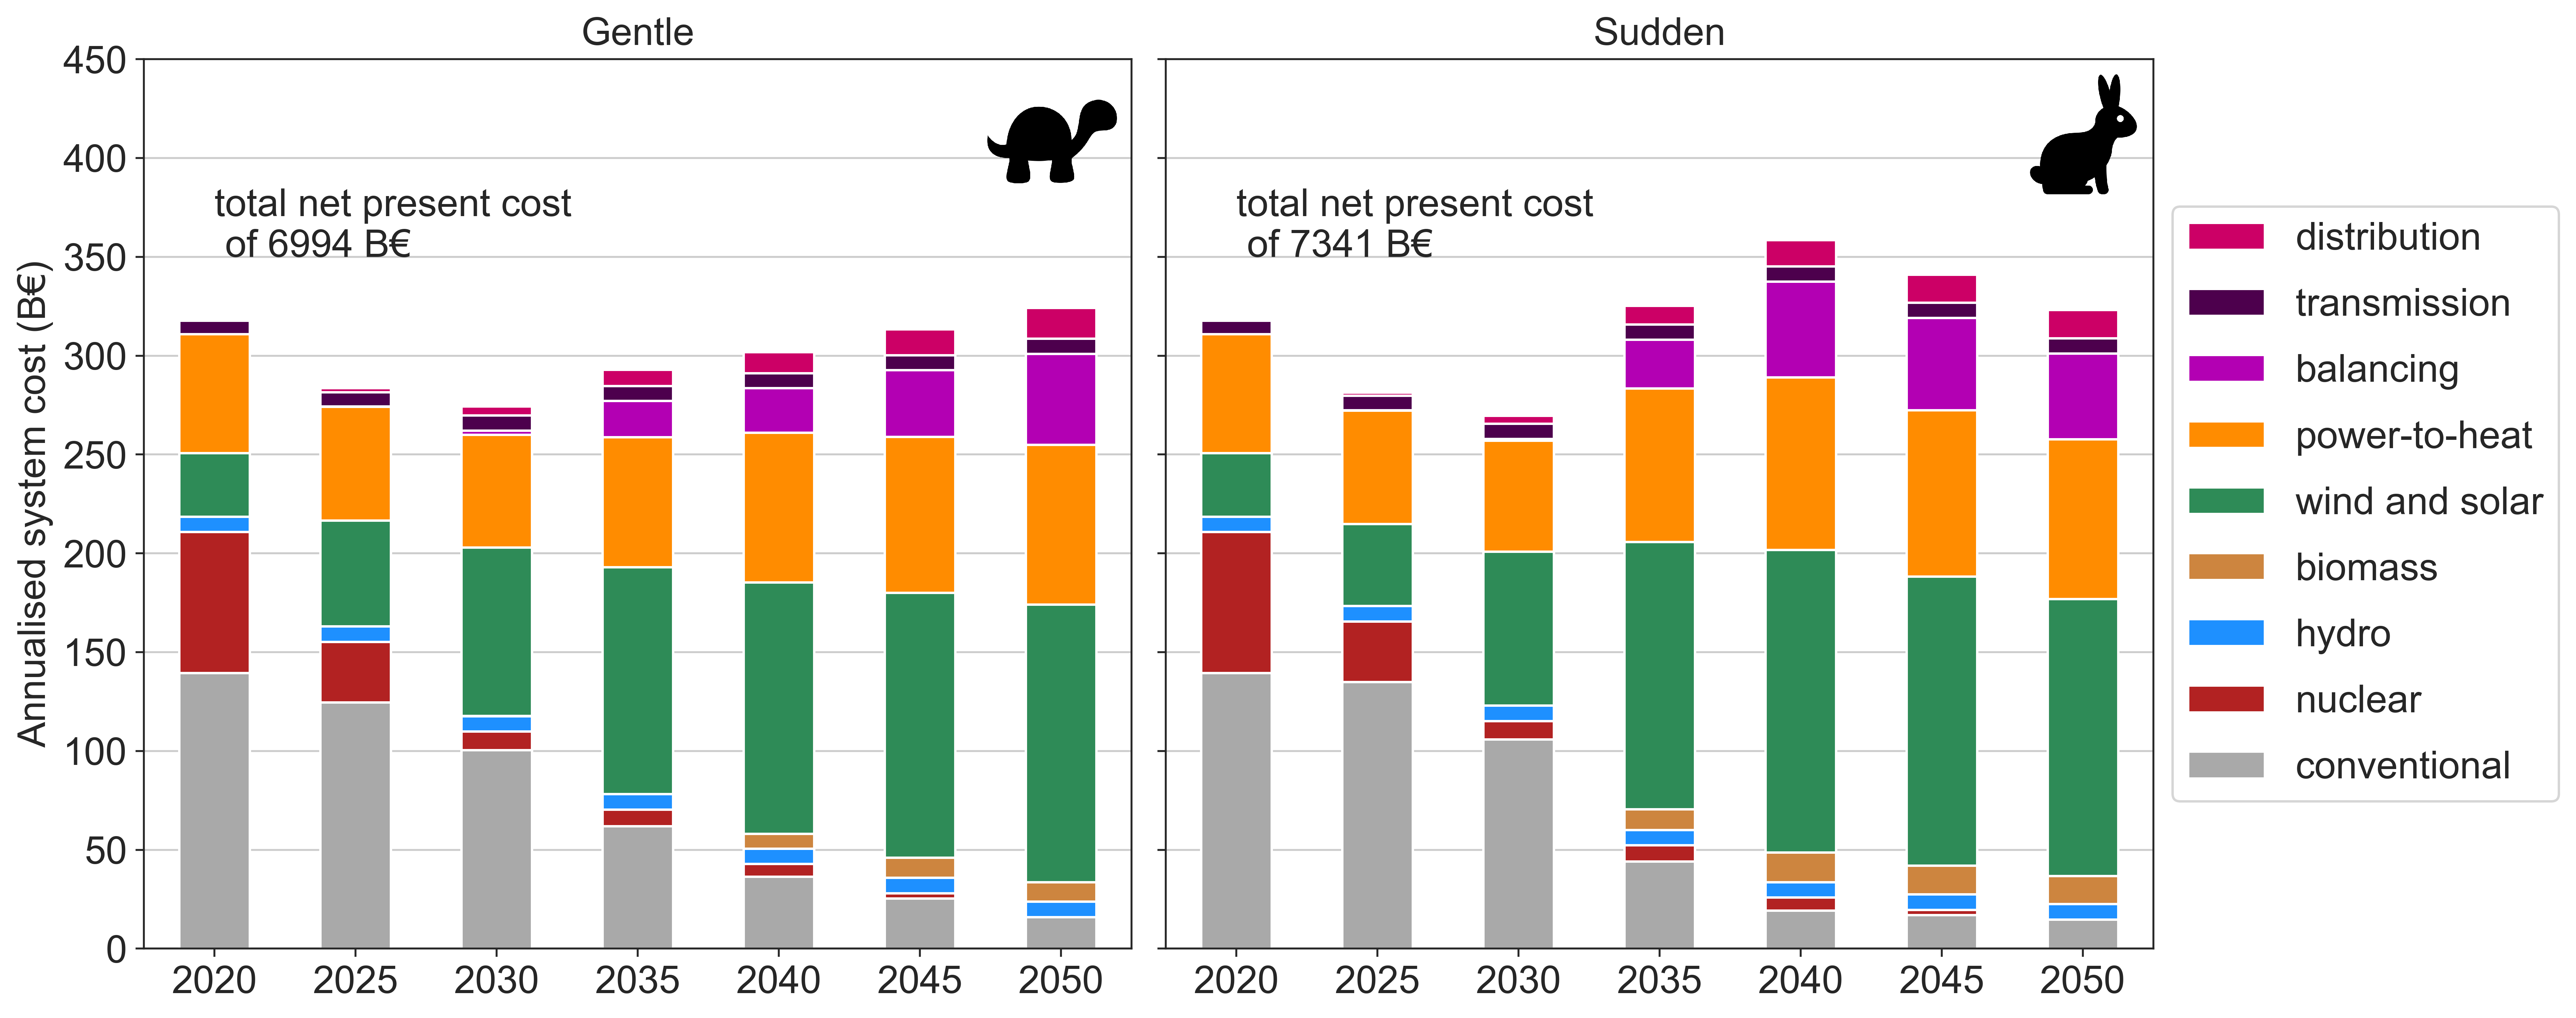 Gentle
Sudden
Annualised system cost (B€)
450
400
350
300
250
200
150
100
50
0
total net present cost
of 6994 B€
total net present cost
of 7341 B€
2020 2025 2030 2035 2040 2045 2050
2020 2025 2030 2035 2040 2045 2050
distribution
transmission
balancing
power-to-heat
wind and solar
biomass
hydro
nuclear
conventional